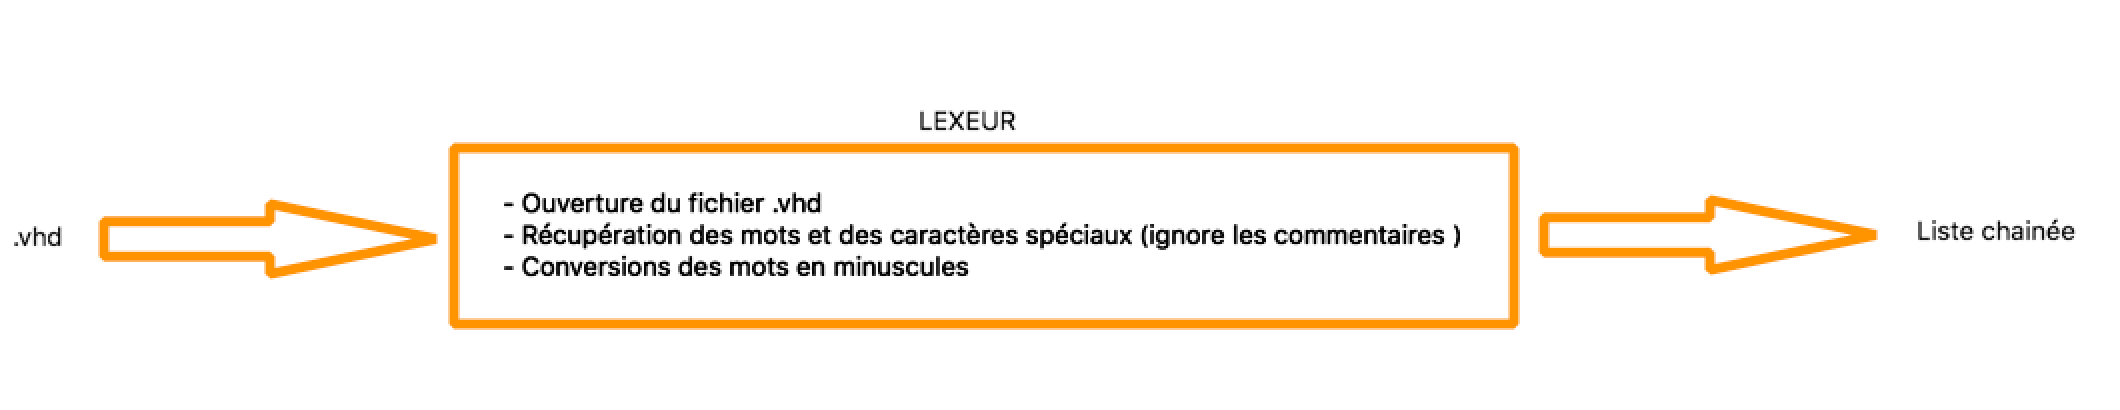 LEXEUR
.vhd
- Ouverture du fichier .vhd
- Récupération des mots et des caractères spéciaux (ignore les commentaires )
- Conversions des mots en minuscules
Liste chainée